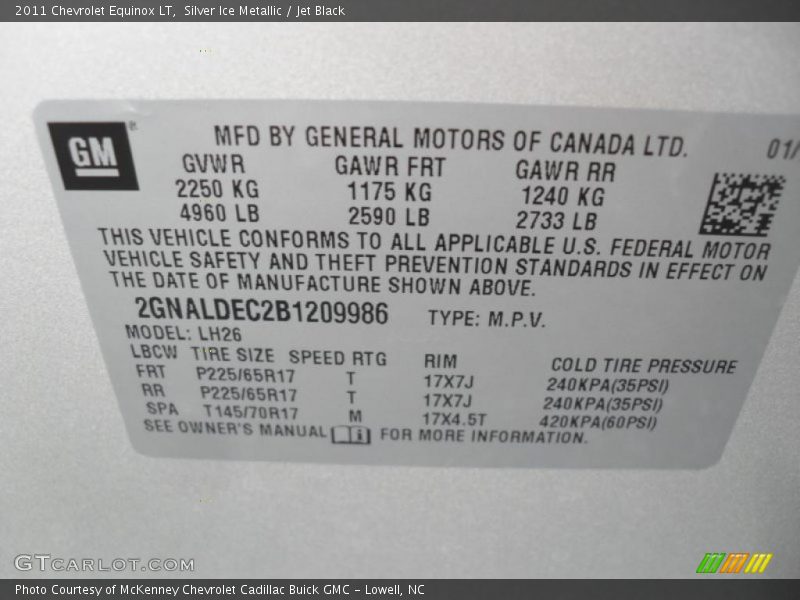 2011 Chevrolet Equinox LT, Silver Ice Metallic / Jet Black
GM®
MFD BY GENERAL MOTORS OF CANADA LTD. 01/
GVWR GAWR FRT GAWR RR
2250 KG 1175 KG 1240 KG
4960 LB 2590 LB 2733 LB
THIS VEHICLE CONFORMS TO ALL APPLICABLE U.S. FEDERAL MOTOR
VEHICLE SAFETY AND THEFT PREVENTION STANDARDS IN EFFECT ON
THE DATE OF MANUFACTURE SHOWN ABOVE.
2GNALDEC2B1209986 TYPE: M.P.V.
MODEL: LH26
LBCW TIRE SIZE SPEED RTG RIM COLD TIRE PRESSURE
FRT P225/65R17 T 17X7J 240KPA(35PSI)
RR P225/65R17 T 17X7J 240KPA(35PSI)
SPA T145/70R17 M 17X4.5T 420KPA(60PSI)
SEE OWNER'S MANUAL FOR MORE INFORMATION.
GTCARLOT.COM
Photo Courtesy of McKenney Chevrolet Cadillac Buick GMC - Lowell, NC